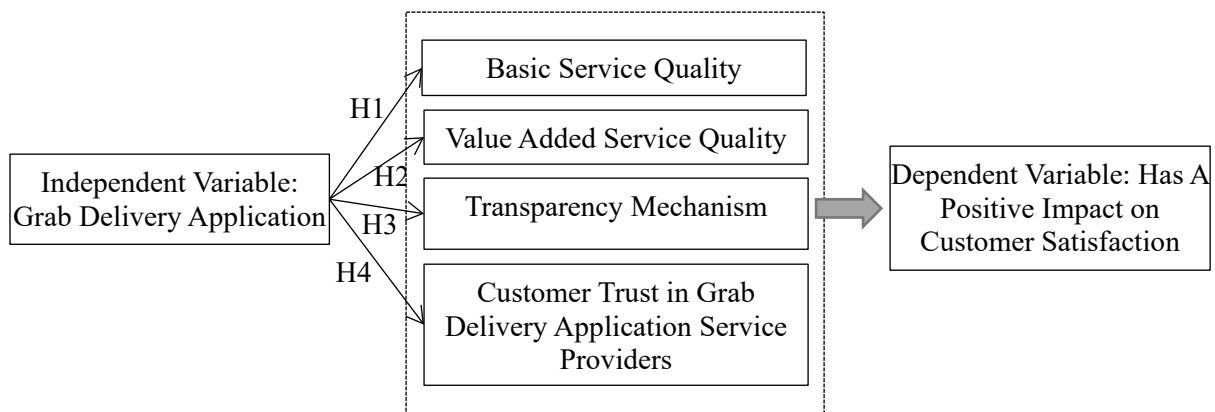 Basic Service Quality
H1
Value Added Service Quality
Independent Variable:
Grab Delivery Application
H2
Transparency Mechanism
H3
Dependent Variable: Has A
Positive Impact on
Customer Satisfaction
H4
Customer Trust in Grab
Delivery Application Service
Providers